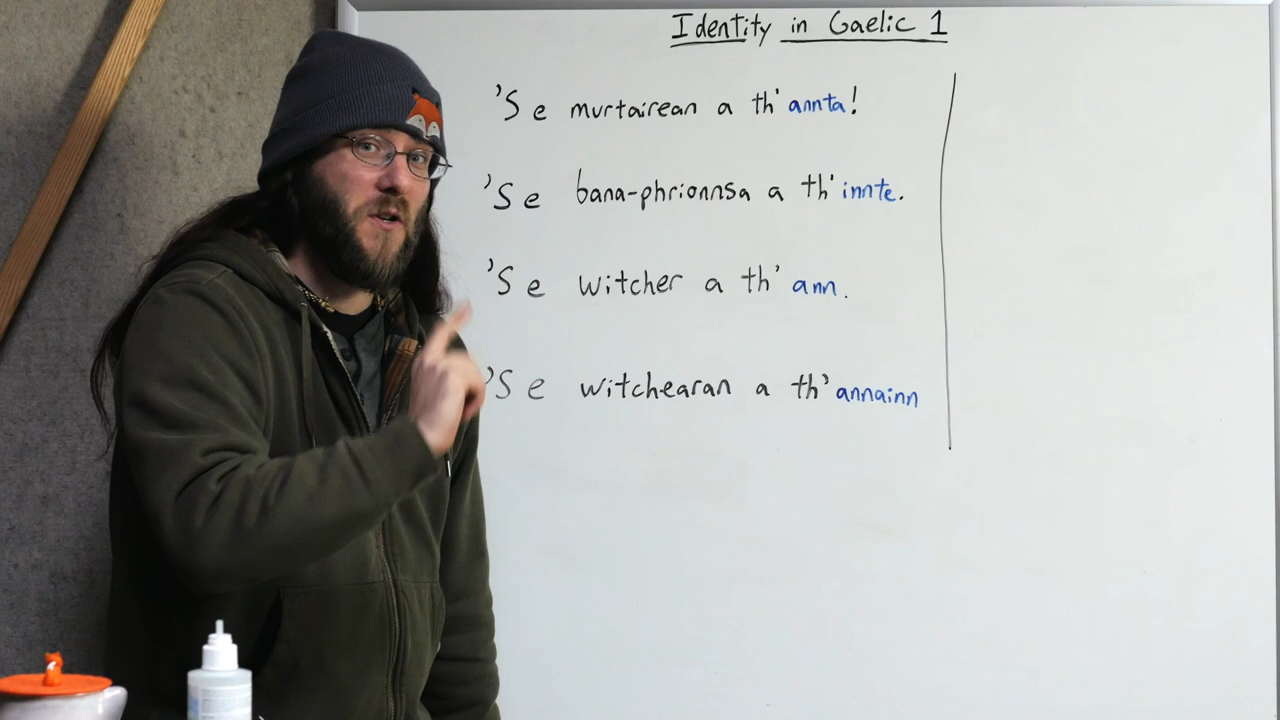 Identity in Gaelic 1
'S e murtairean a th' annta!
'S e bana-phrionnsa a th' innte.
'S e witcher a th' ann.
'S e witchearan a th' annainn